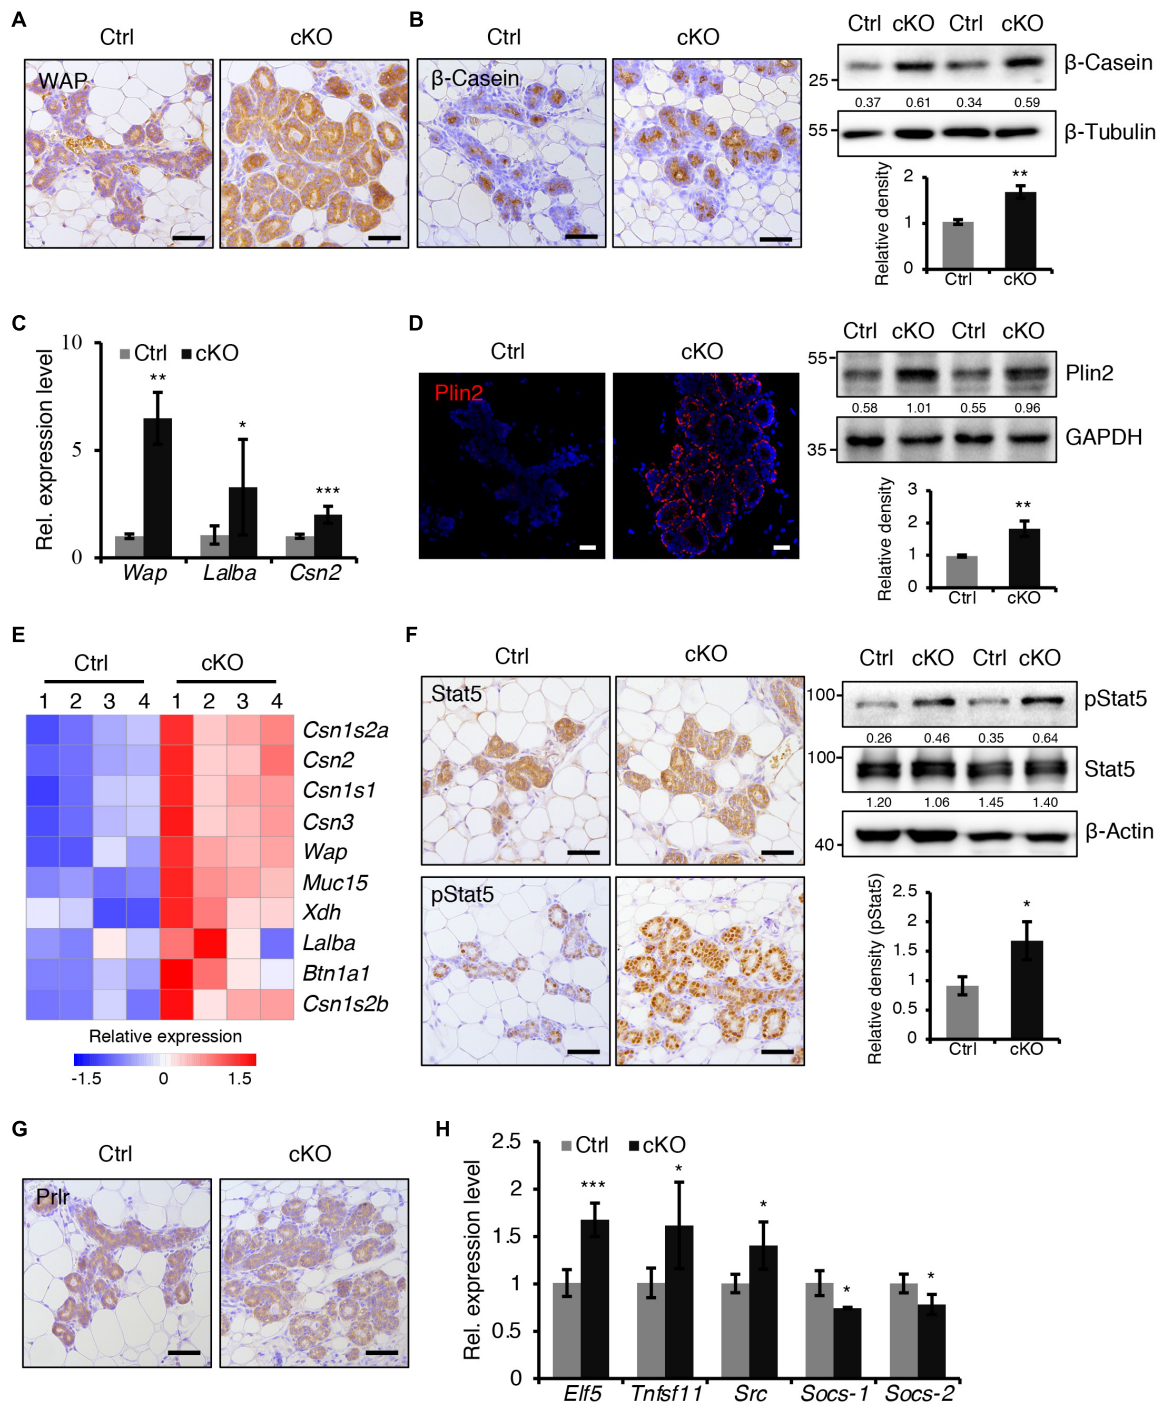 A
Ctrl
cKO
WAP
B
Ctrl
cKO
β-Casein
Ctrl cKO Ctrl cKO
β-Casein
25
0.37 0.61 0.34 0.59
55
β-Tubulin
Relative density
2
1
0
**
Ctrl cKO
C
Rel. expression level
10
5
0
Ctrl cKO
**
*
***
Wap Lalba Csn2
D
Ctrl
cKO
Plin2
Ctrl cKO Ctrl cKO
55
Plin2
0.58 1.01 0.55 0.96
35
GAPDH
Relative density
3
2
1
0
**
Ctrl cKO
E
Ctrl cKO
1 2 3 4 1 2 3 4
Csn1s2a
Csn2
Csn1s1
Csn3
Wap
Muc15
Xdh
Lalba
Btn1a1
Csn1s2b
Relative expression
-1.5 0 1.5
F
Ctrl
cKO
Stat5
pStat5
Ctrl cKO Ctrl cKO
100
pStat5
0.26 0.46 0.35 0.64
100
Stat5
1.20 1.06 1.45 1.40
40
β-Actin
Relative density (pStat5)
2.5
2
1.5
1
0.5
0
*
Ctrl cKO
G
Ctrl
cKO
Prlr
H
Rel. expression level
2.5
2
1.5
1
0.5
0
Ctrl cKO
***
*
*
*
*
Elf5 Tnfsf11 Src Socs-1 Socs-2